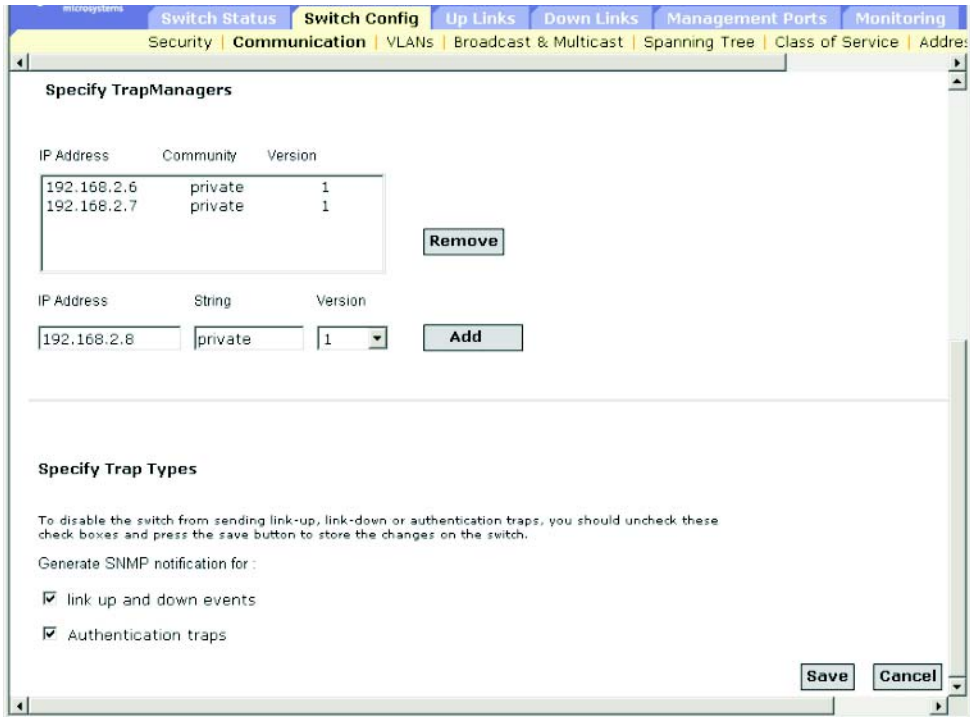 microsystems
Switch Status Switch Config Up Links Down Links Management Ports Monitoring
Security | Communication | VLANs | Broadcast & Multicast | Spanning Tree | Class of Service |
Specify TrapManagers
IP Address Community Version
192.168.2.6 private 1
192.168.2.7 private 1
Remove
IP Address String Version
192.168.2.8 private 1
Add
Specify Trap Types
To disable the switch from sending link-up, link-down or authentication traps, you should uncheck these
check boxes and press the save button to store the changes on the switch.
Generate SNMP notification for :
link up and down events
Authentication traps
Save Cancel